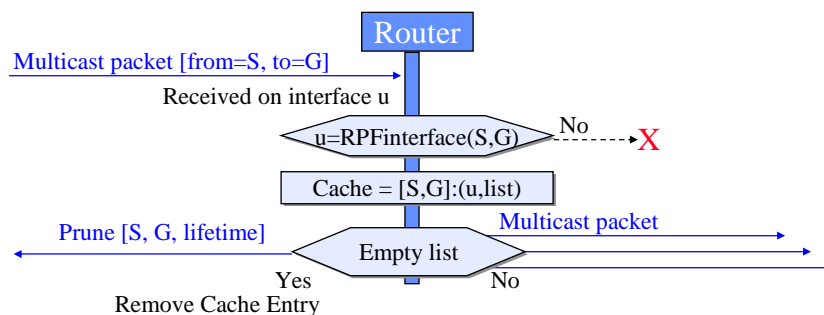 Router
Multicast packet [from=S, to=G]
Received on interface u
u=RPFinterface(S,G)
No
X
Cache = [S,G]:(u,list)
Prune [S, G, lifetime]
Empty list
Multicast packet
Yes
No
Remove Cache Entry